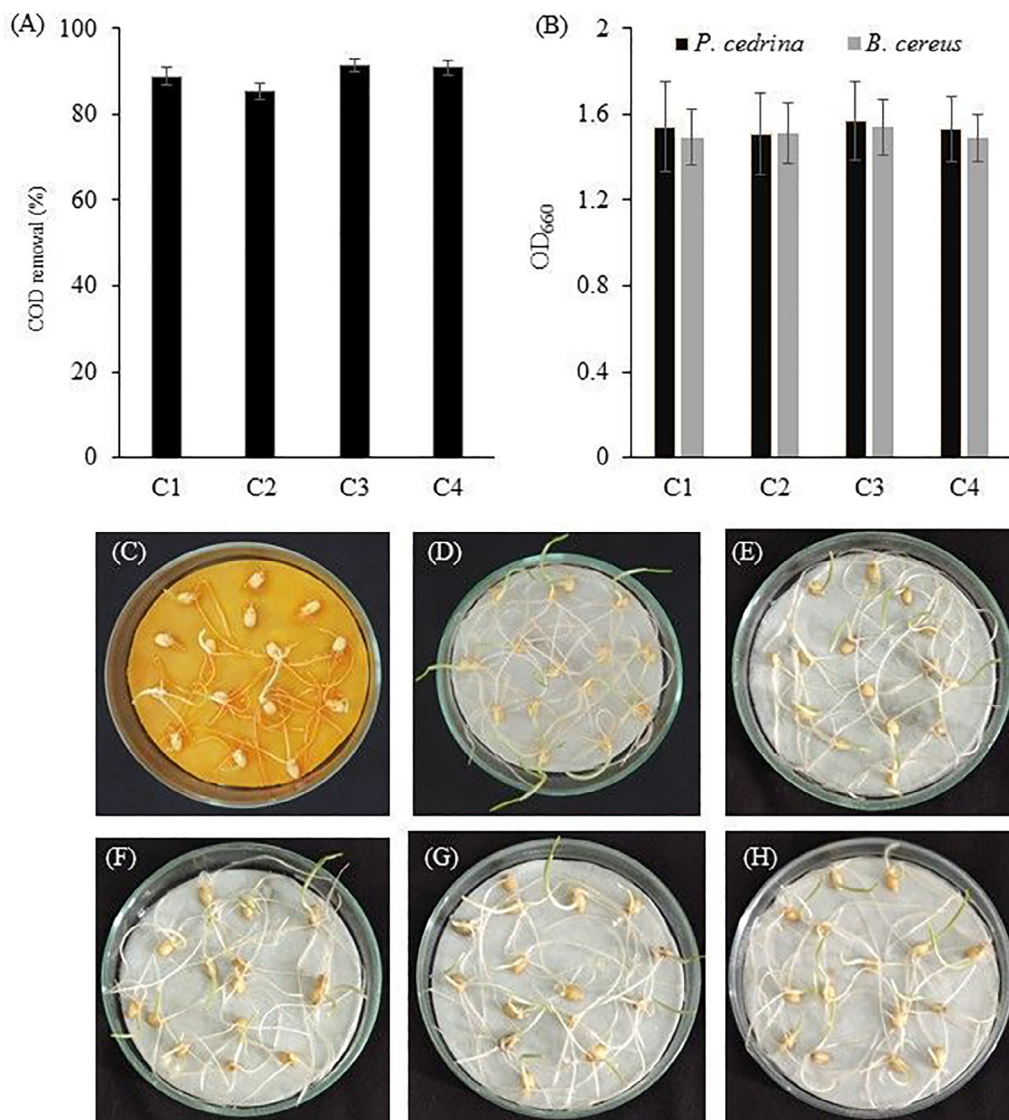 (A)
100
80
60
40
20
0
COD removal (%)
C1 C2 C3 C4
(B)
P. cedrina B. cereus
2
1.6
1.2
0.8
0.4
0
OD660
C1 C2 C3 C4
(C) (D) (E)
(F) (G) (H)